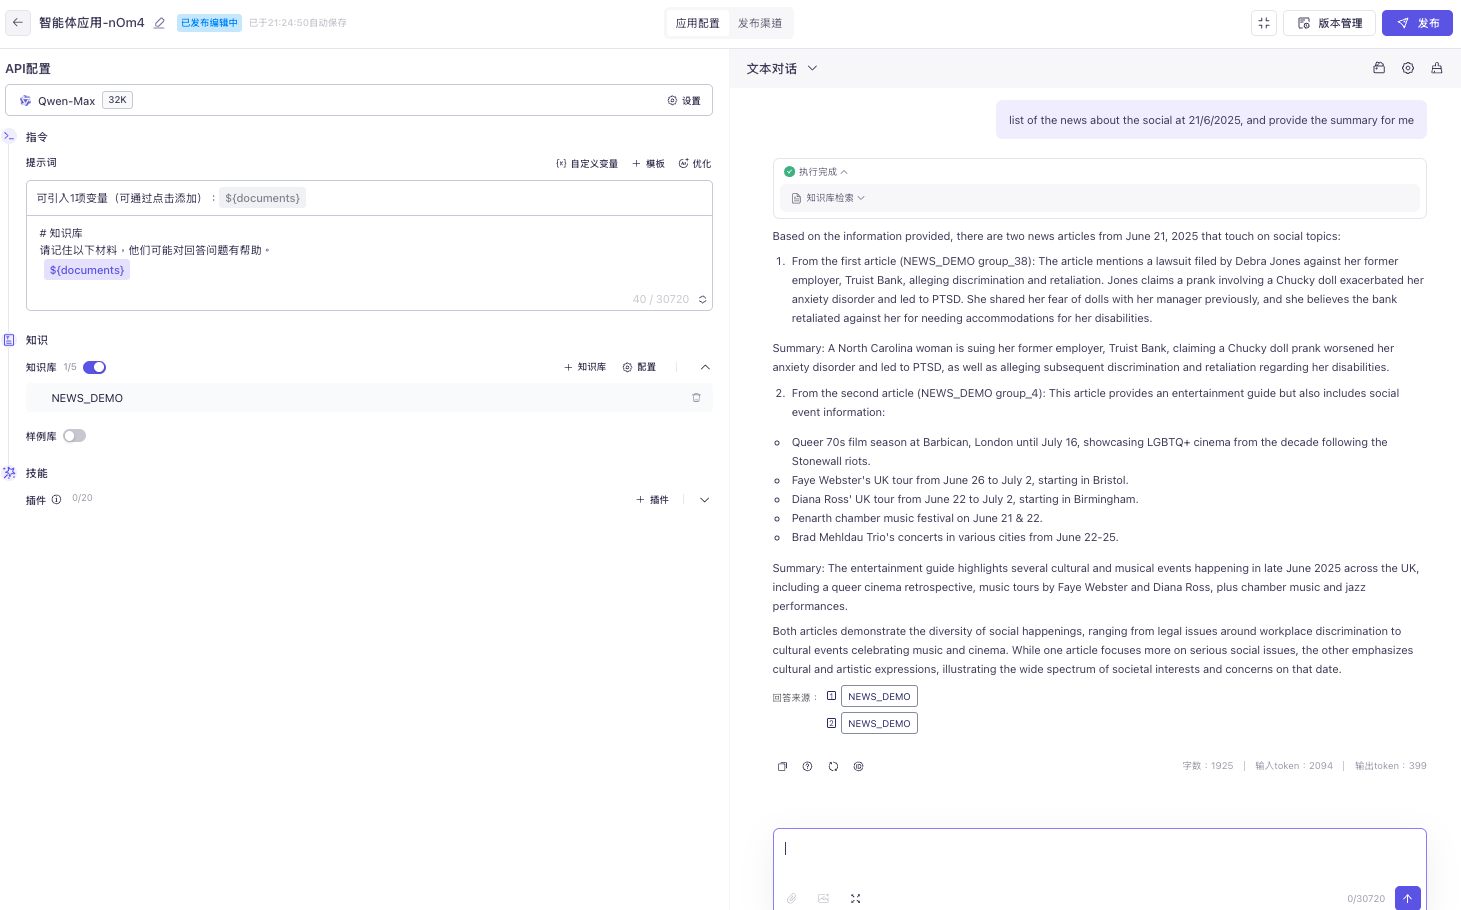 智能体应用-nOm4 已发布编辑中 已于21:24:50自动保存
应用配置 发布渠道
版本管理 发布
API配置
Qwen-Max 32K 设置
指令
提示词 {x} 自定义变量 + 模板 优化
可引入1项变量（可通过点击添加）：${documents}
# 知识库
请记住以下材料，他们可能对回答问题有帮助。
${documents}
40 / 30720
知识
知识库 1/5 + 知识库 配置
NEWS_DEMO
样例库
技能
插件 0/20 + 插件
文本对话
list of the news about the social at 21/6/2025, and provide the summary for me
执行完成
知识库检索
Based on the information provided, there are two news articles from June 21, 2025 that touch on social topics:
1. From the first article (NEWS_DEMO group_38): The article mentions a lawsuit filed by Debra Jones against her former
employer, Truist Bank, alleging discrimination and retaliation. Jones claims a prank involving a Chucky doll exacerbated her
anxiety disorder and led to PTSD. She shared her fear of dolls with her manager previously, and she believes the bank
retaliated against her for needing accommodations for her disabilities.
Summary: A North Carolina woman is suing her former employer, Truist Bank, claiming a Chucky doll prank worsened her
anxiety disorder and led to PTSD, as well as alleging subsequent discrimination and retaliation regarding her disabilities.
2. From the second article (NEWS_DEMO group_4): This article provides an entertainment guide but also includes social
event information:
Queer 70s film season at Barbican, London until July 16, showcasing LGBTQ+ cinema from the decade following the
Stonewall riots.
Faye Webster's UK tour from June 26 to July 2, starting in Bristol.
Diana Ross' UK tour from June 22 to July 2, starting in Birmingham.
Penarth chamber music festival on June 21 & 22.
Brad Mehldau Trio's concerts in various cities from June 22-25.
Summary: The entertainment guide highlights several cultural and musical events happening in late June 2025 across the UK,
including a queer cinema retrospective, music tours by Faye Webster and Diana Ross, plus chamber music and jazz
performances.
Both articles demonstrate the diversity of social happenings, ranging from legal issues around workplace discrimination to
cultural events celebrating music and cinema. While one article focuses more on serious social issues, the other emphasizes
cultural and artistic expressions, illustrating the wide spectrum of societal interests and concerns on that date.
回答来源： 1 NEWS_DEMO
2 NEWS_DEMO
字数：1925 | 输入token：2094 | 输出token：399
0/30720